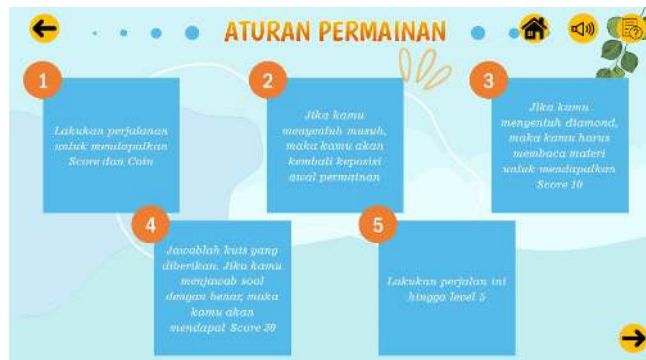 ATURAN PERMAINAN
1
Lakukan perjalanan
untuk mendapatkan
Score dan Coin
2
Jika kamu
menyentuh musuh,
maka kamu akan
kembali keposisi
awal permainan
3
Jika kamu
menyentuh diamond,
maka kamu harus
membaca materi
untuk mendapatkan
Score 10
4
Jawablah kuis yang
diberikan. Jika kamu
menjawab soal
dengan benar, maka
kamu akan
mendapat Score 20
5
Lakukan perjalan ini
hingga level 5